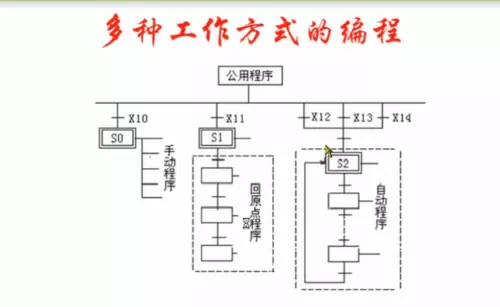 多种工作方式的编程
公用程序
X10
X11
X12
X13
X14
S0
S1
S2
手动程序
回原点程序
自动程序